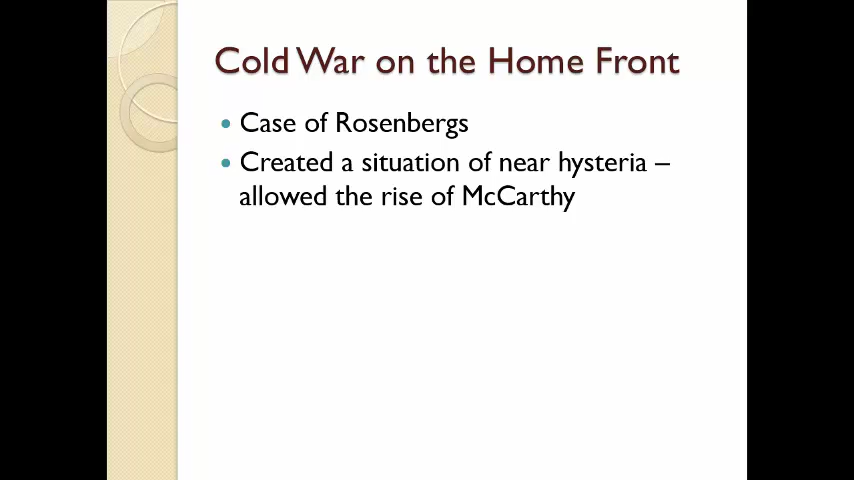 Cold War on the Home Front
• Case of Rosenbergs
• Created a situation of near hysteria –
allowed the rise of McCarthy